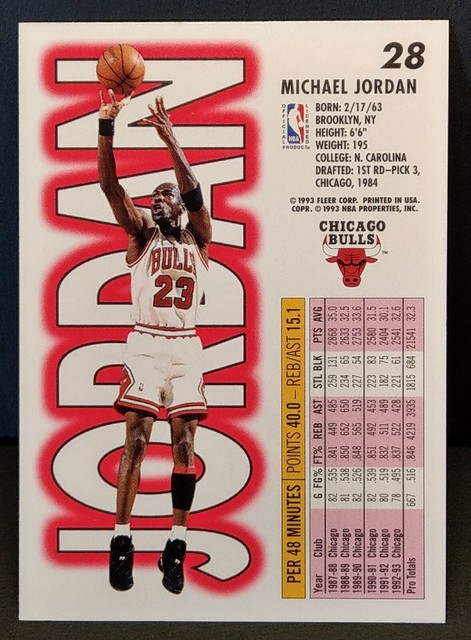 28
MICHAEL JORDAN
OFFICIAL LICENSED
NBA
PRODUCT
BORN: 2/17/63
BROOKLYN, NY
HEIGHT: 6'6"
WEIGHT: 195
COLLEGE: N. CAROLINA
DRAFTED: 1ST RD–PICK 3,
CHICAGO, 1984
© 1993 FLEER CORP. PRINTED IN USA.
COPR. © 1993 NBA PROPERTIES, INC.
CHICAGO
BULLS
TM
JORDAN
BULLS
23
PER 48 MINUTES | POINTS 40.0 – REB/AST 15.1
Year Club G FG% FT% REB AST STL BLK PTS AVG
1987-88 Chicago 82 .535 .841 449 485 259 131 2868 35.0
1988-89 Chicago 81 .538 .850 652 650 234 65 2633 32.5
1989-90 Chicago 82 .526 .848 565 519 227 54 2753 33.6
1990-91 Chicago 82 .539 .851 492 453 223 83 2580 31.5
1991-92 Chicago 80 .519 .832 511 489 182 75 2404 30.1
1992-93 Chicago 78 .495 .837 522 428 221 61 2541 32.6
Pro Totals 667 .516 .846 4219 3935 1815 684 21541 32.3